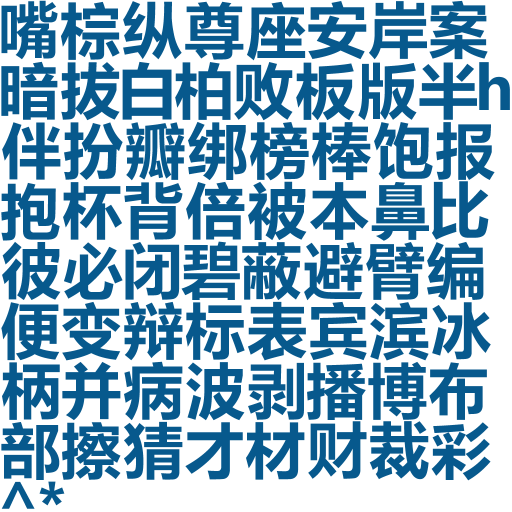 嘴棕纵尊座安岸案
暗拔白柏败板版半h
伴扮瓣绑榜棒饱报
抱杯背倍被本鼻比
彼必闭碧蔽避臂编
便变辩标表宾滨冰
柄并病波剥播博布
部擦猜才材财裁彩
^*